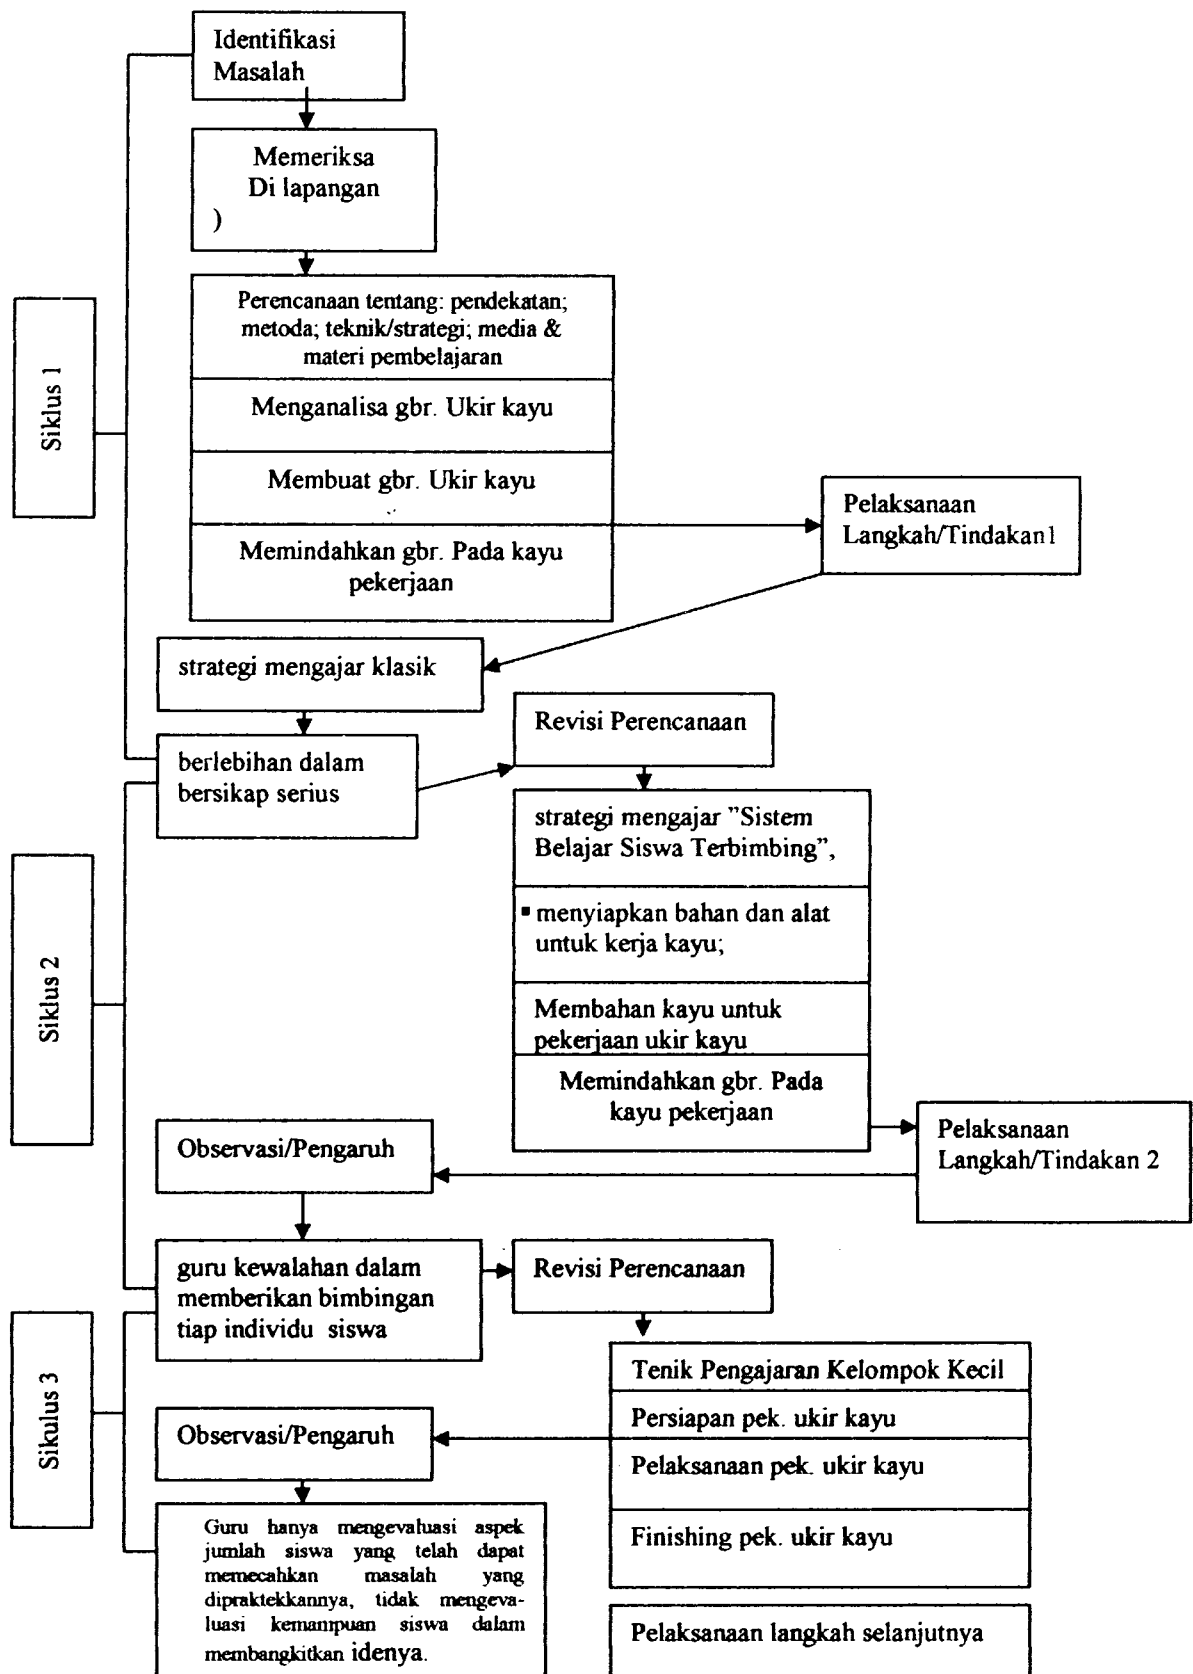 Identifikasi
Masalah
Memeriksa
Di lapangan
)
Perencanaan tentang: pendekatan;
metoda; teknik/strategi; media &
materi pembelajaran
Menganalisa gbr. Ukir kayu
Membuat gbr. Ukir kayu
Memindahkan gbr. Pada kayu
pekerjaan
Siklus 1
Pelaksanaan
Langkah/Tindakan1
strategi mengajar klasik
berlebihan dalam
bersikap serius
Revisi Perencanaan
strategi mengajar ”Sistem
Belajar Siswa Terbimbing”,
▪ menyiapkan bahan dan alat
untuk kerja kayu;
Membahan kayu untuk
pekerjaan ukir kayu
Memindahkan gbr. Pada
kayu pekerjaan
Siklus 2
Pelaksanaan
Langkah/Tindakan 2
Observasi/Pengaruh
guru kewalahan dalam
memberikan bimbingan
tiap individu siswa
Revisi Perencanaan
Sikulus 3
Tenik Pengajaran Kelompok Kecil
Persiapan pek. ukir kayu
Pelaksanaan pek. ukir kayu
Finishing pek. ukir kayu
Observasi/Pengaruh
Guru hanya mengevaluasi aspek
jumlah siswa yang telah dapat
memecahkan masalah yang
dipraktekkannya, tidak mengeva-
luasi kemampuan siswa dalam
membangkitkan idenya.
Pelaksanaan langkah selanjutnya